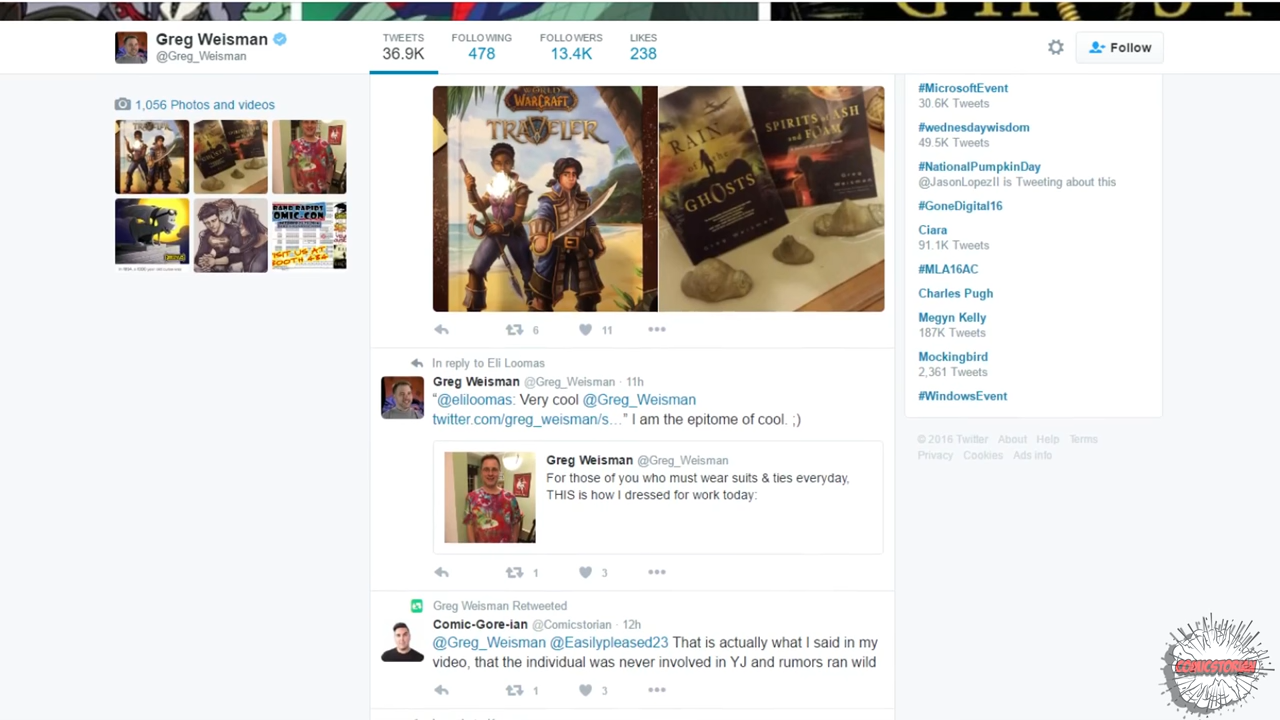 Greg Weisman
@Greg_Weisman
TWEETS
36.9K
FOLLOWING
478
FOLLOWERS
13.4K
LIKES
238
Follow
1,056 Photos and videos
WORLD
WARCRAFT
TRAVELER
RAIN
of the
GHOSTS
SPIRITS of ASH
and FOAM
Greg
Weisman
6
11
In reply to Eli Loomas
Greg Weisman @Greg_Weisman · 11h
"@eliloomas: Very cool @Greg_Weisman
twitter.com/greg_weisman/s…" I am the epitome of cool. ;)
Greg Weisman @Greg_Weisman
For those of you who must wear suits & ties everyday,
THIS is how I dressed for work today:
1
3
Greg Weisman Retweeted
Comic-Gore-ian @Comicstorian · 12h
@Greg_Weisman @Easilypleased23 That is actually what I said in my
video, that the individual was never involved in YJ and rumors ran wild
1
3
#MicrosoftEvent
30.6K Tweets
#wednesdaywisdom
49.5K Tweets
#NationalPumpkinDay
@JasonLopezII is Tweeting about this
#GoneDigital16
Ciara
91.1K Tweets
#MLA16AC
Charles Pugh
Megyn Kelly
187K Tweets
Mockingbird
2,361 Tweets
#WindowsEvent
© 2016 Twitter About Help Terms
Privacy Cookies Ads info
COMICSTORIAN